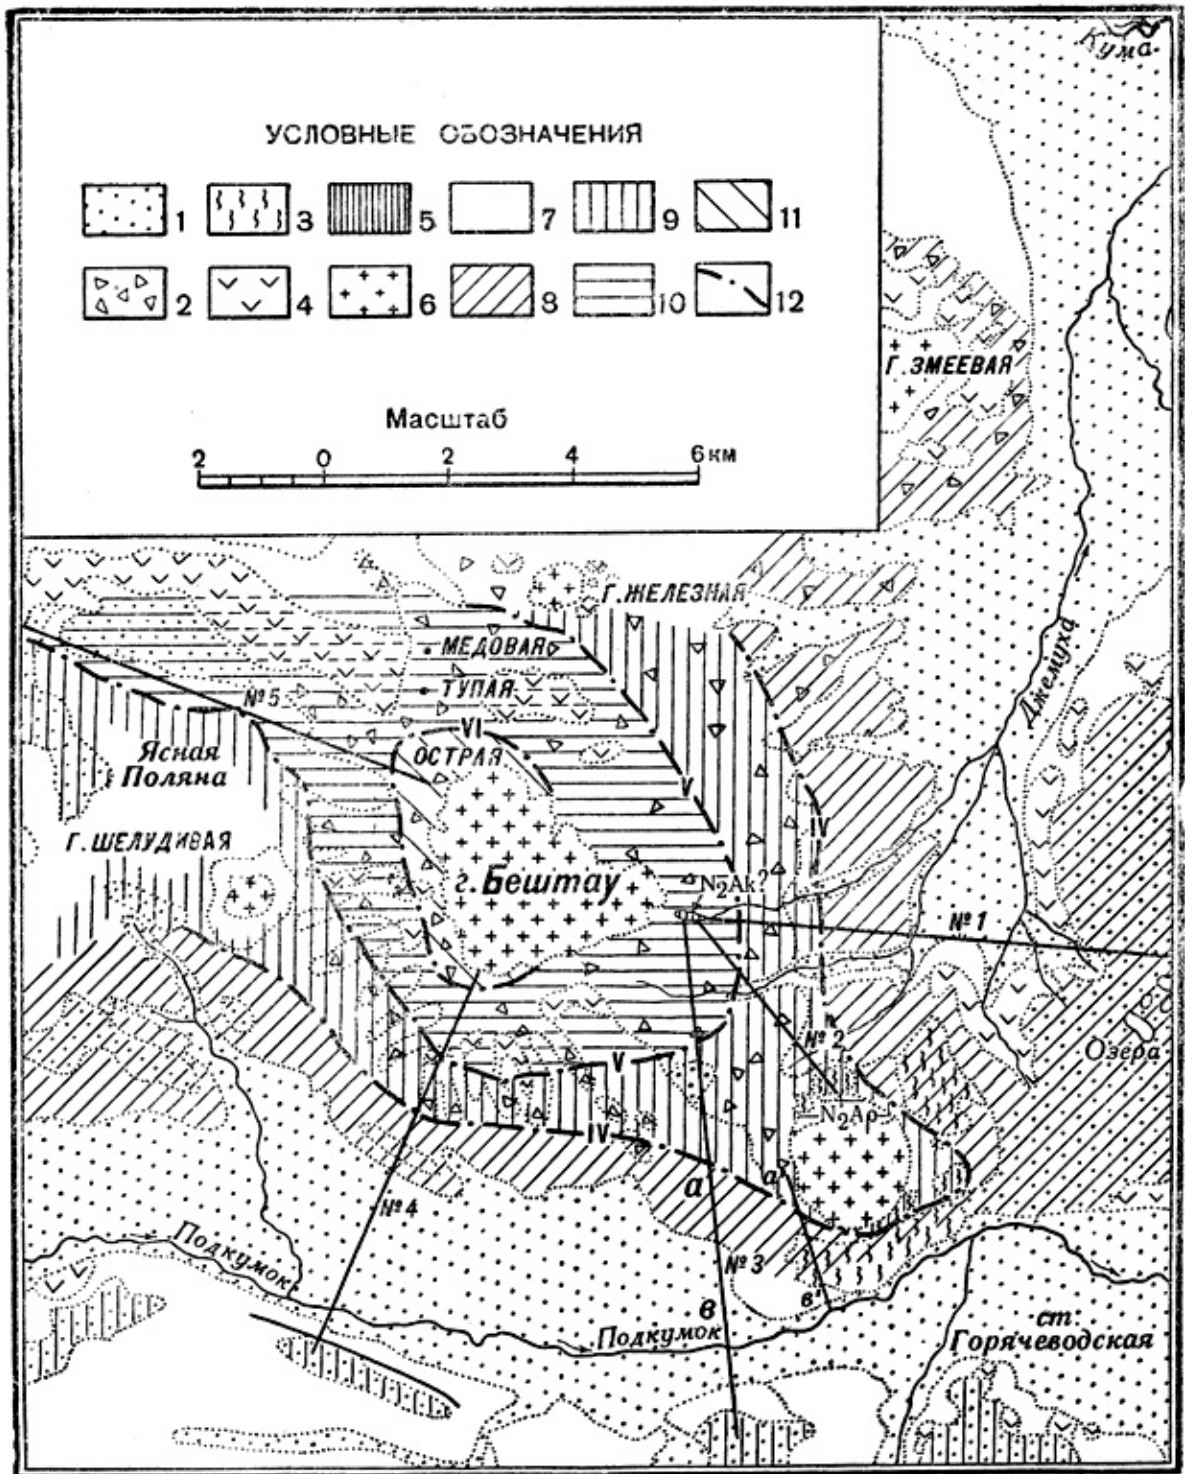 УСЛОВНЫЕ ОБОЗНАЧЕНИЯ
1 3 5 7 9 11
2 4 6 8 10 12
Масштаб
2 0 2 4 6 км
Кума
Г. ЗМЕЕВАЯ
Г. ЖЕЛЕЗНАЯ
МЕДОВАЯ
Джемуха
№5
ТУПАЯ
VI
ОСТРАЯ
Ясная
Поляна
V
IV
Г. ШЕЛУДИВАЯ
г. Бештау
N₂Ak?
№1
№2
Озера
V
N₂Ap
IV
а
а
№4
Подкумок
№3
в
в
Подкумок
ст.
Горячеводская